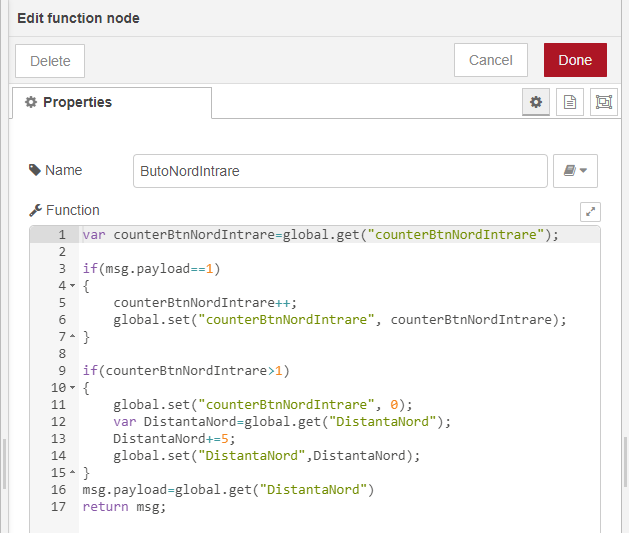 Edit function node
Delete
Cancel
Done
Properties
Name
ButoNordIntrare
Function
1 var counterBtnNordIntrare=global.get("counterBtnNordIntrare");
2
3 if(msg.payload==1)
4 {
5     counterBtnNordIntrare++;
6     global.set("counterBtnNordIntrare", counterBtnNordIntrare);
7 }
8
9 if(counterBtnNordIntrare>1)
10 {
11     global.set("counterBtnNordIntrare", 0);
12     var DistantaNord=global.get("DistantaNord");
13     DistantaNord+=5;
14     global.set("DistantaNord",DistantaNord);
15 }
16 msg.payload=global.get("DistantaNord")
17 return msg;